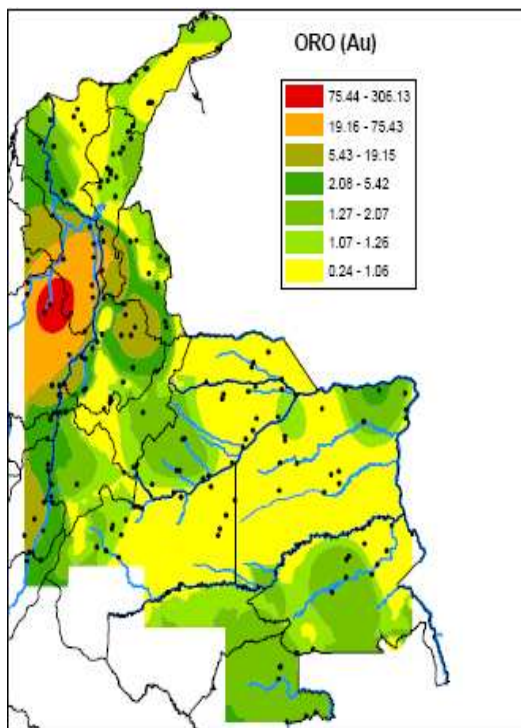 ORO (Au)
75.44 - 306.13
19.16 - 75.43
5.43 - 19.15
2.08 - 5.42
1.27 - 2.07
1.07 - 1.26
0.24 - 1.06